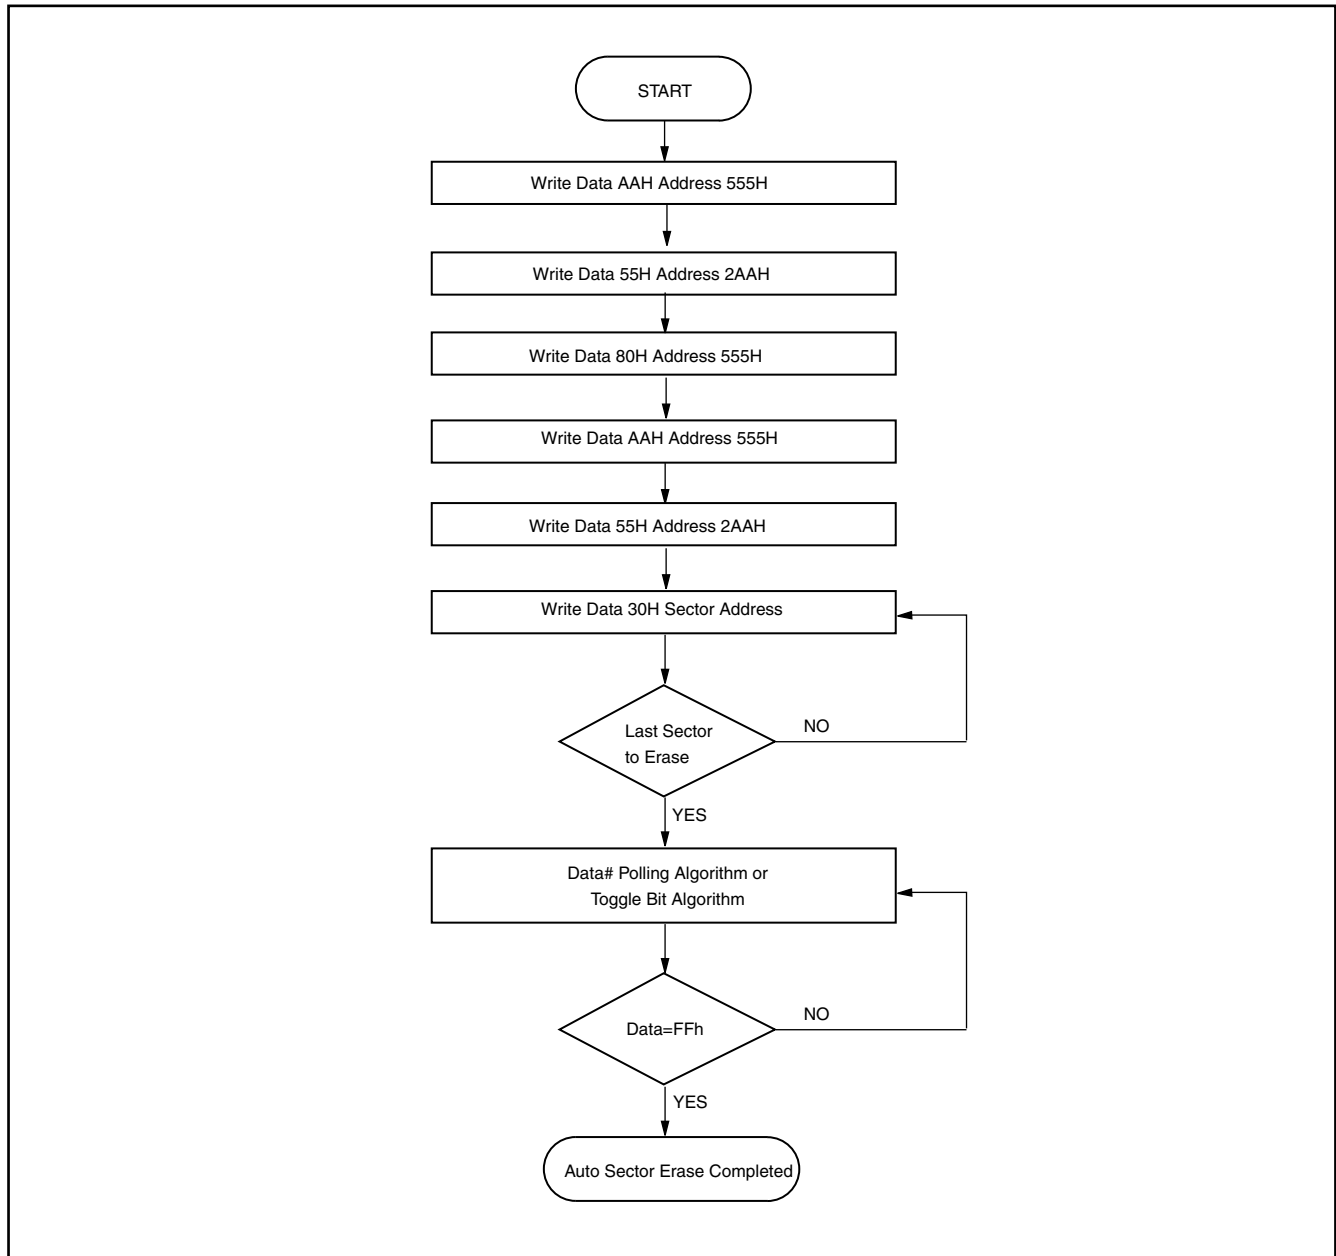 START
Write Data AAH Address 555H
Write Data 55H Address 2AAH
Write Data 80H Address 555H
Write Data AAH Address 555H
Write Data 55H Address 2AAH
Write Data 30H Sector Address
Last Sector
to Erase
NO
YES
Data# Polling Algorithm or
Toggle Bit Algorithm
Data=FFh
NO
YES
Auto Sector Erase Completed